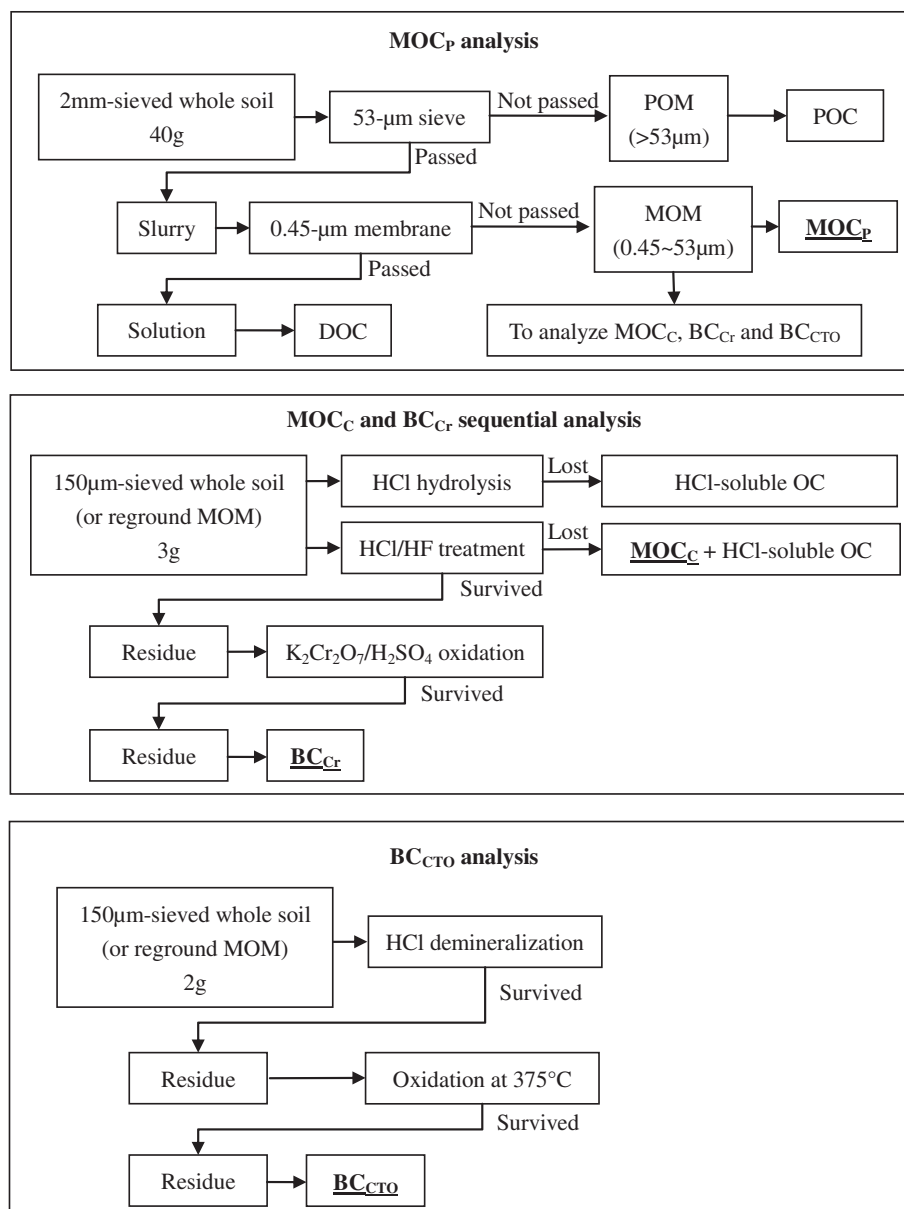 MOCP analysis
2mm-sieved whole soil
40g
53-μm sieve
Not passed
POM
(>53μm)
POC
Passed
Slurry
0.45-μm membrane
Not passed
MOM
(0.45~53μm)
MOCP
Passed
Solution
DOC
To analyze MOCC, BCCr and BCCTO
MOCC and BCCr sequential analysis
150μm-sieved whole soil
(or reground MOM)
3g
HCl hydrolysis
Lost
HCl-soluble OC
HCl/HF treatment
Lost
MOCC + HCl-soluble OC
Survived
Residue
K2Cr2O7/H2SO4 oxidation
Survived
Residue
BCCr
BCCTO analysis
150μm-sieved whole soil
(or reground MOM)
2g
HCl demineralization
Survived
Residue
Oxidation at 375°C
Survived
Residue
BCCTO